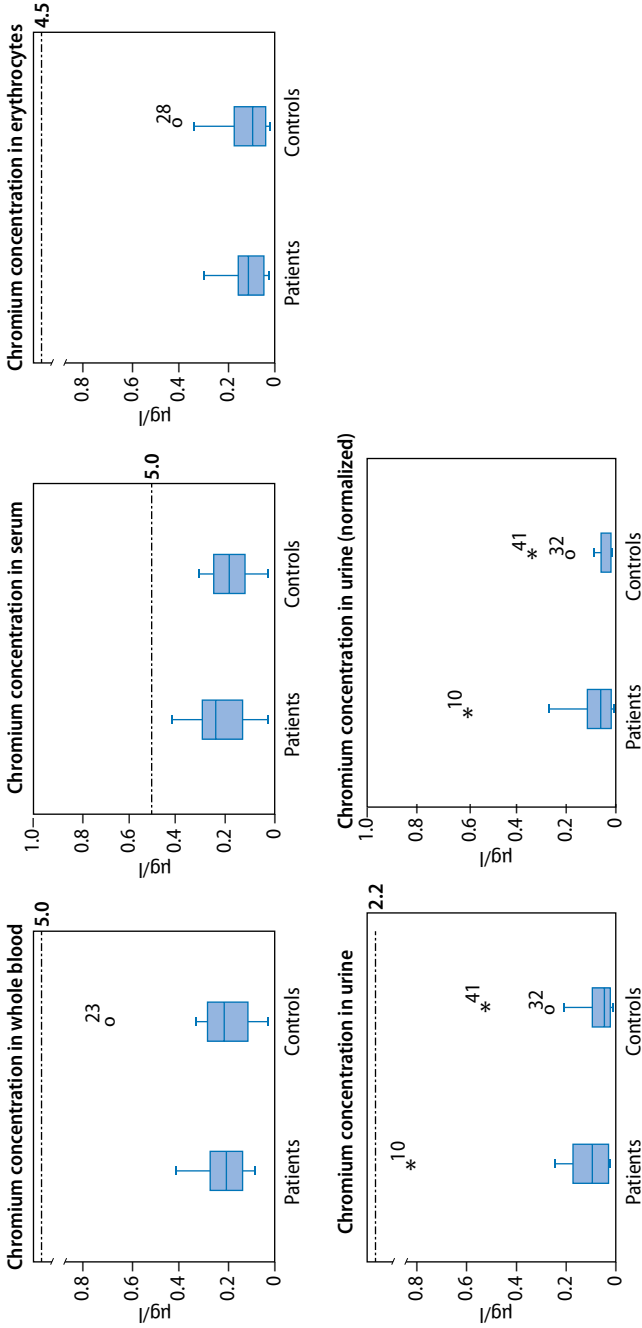 Chromium concentration in whole blood
5.0
µg/l
0.8
0.6
0.4
0.2
0
23
Patients
Controls
Chromium concentration in serum
1.0
5.0
µg/l
0.8
0.6
0.4
0.2
0
Patients
Controls
Chromium concentration in erythrocytes
4.5
µg/l
0.8
0.6
0.4
0.2
0
28
Patients
Controls
Chromium concentration in urine
2.2
µg/l
0.8
0.6
0.4
0.2
0
10
41
32
Patients
Controls
Chromium concentration in urine (normalized)
1.0
µg/l
0.8
0.6
0.4
0.2
0
10
41
32
Patients
Controls